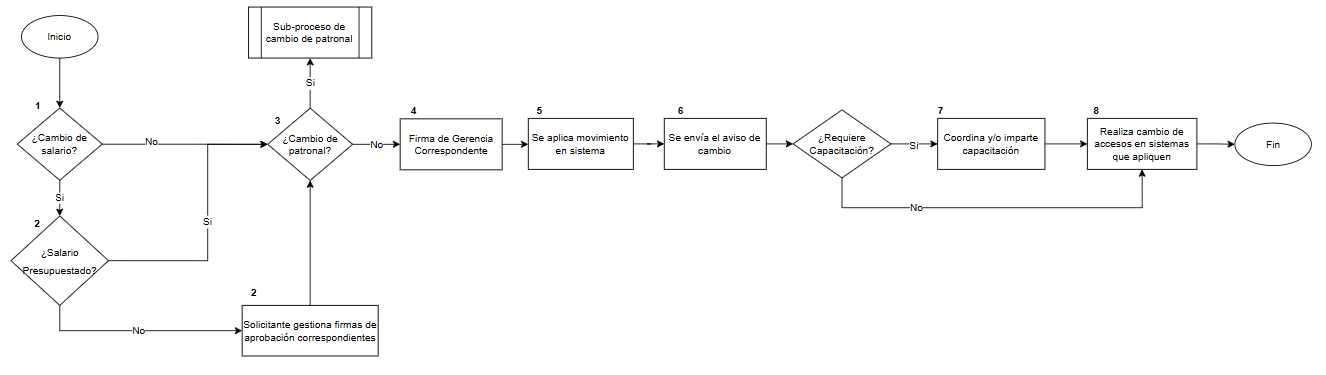 Inicio
1
¿Cambio de
salario?
No
Si
2
¿Salario
Presupuestado?
Si
No
2
Solicitante gestiona firmas de
aprobación correspondientes
Sub-proceso de
cambio de patronal
Si
3
¿Cambio de
patronal?
No
4
Firma de Gerencia
Correspondente
5
Se aplica movimiento
en sistema
6
Se envía el aviso de
cambio
¿Requiere
Capacitación?
Si
No
7
Coordina y/o imparte
capacitación
8
Realiza cambio de
accesos en sistemas
que apliquen
Fin